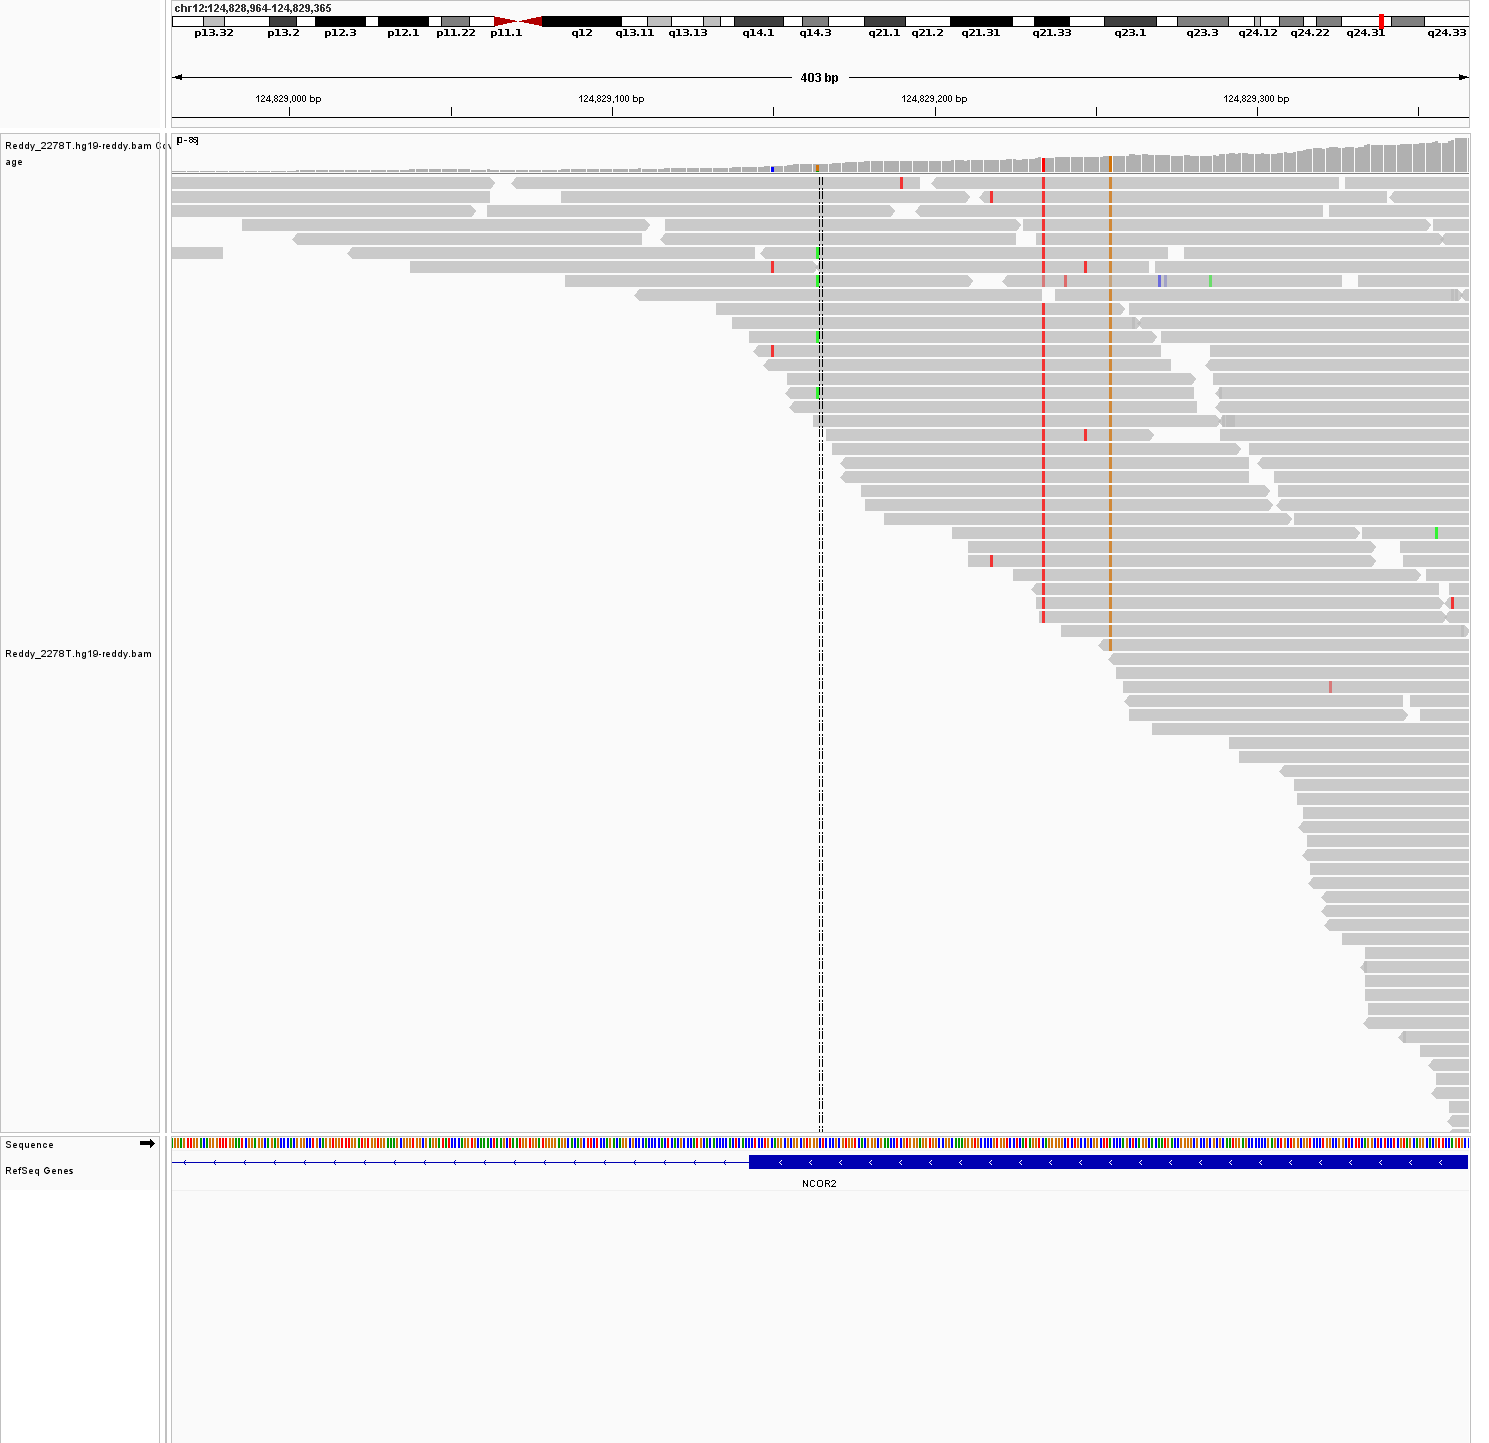 chr12:124,828,964-124,829,365
p13.32 p13.2 p12.3 p12.1 p11.22 p11.1 q12 q13.11 q13.13 q14.1 q14.3 q21.1 q21.2 q21.31 q21.33 q23.1 q23.3 q24.12 q24.22 q24.31 q24.33
403 bp
124,829,000 bp 124,829,100 bp 124,829,200 bp 124,829,300 bp
Reddy_2278T.hg19-reddy.bam Cov
age
[0 - 85]
Reddy_2278T.hg19-reddy.bam
Sequence
RefSeq Genes
NCOR2